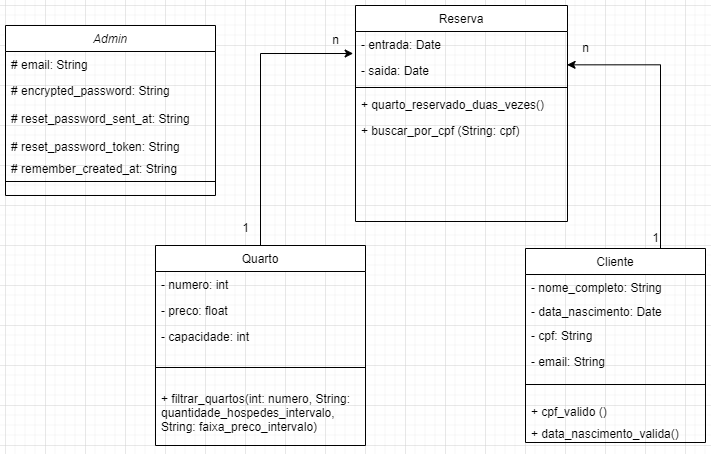 Admin
# email: String
# encrypted_password: String
# reset_password_sent_at: String
# reset_password_token: String
# remember_created_at: String
Reserva
- entrada: Date
- saida: Date
+ quarto_reservado_duas_vezes()
+ buscar_por_cpf (String: cpf)
n
n
1
1
Quarto
- numero: int
- preco: float
- capacidade: int
+ filtrar_quartos(int: numero, String:
quantidade_hospedes_intervalo,
String: faixa_preco_intervalo)
Cliente
- nome_completo: String
- data_nascimento: Date
- cpf: String
- email: String
+ cpf_valido ()
+ data_nascimento_valida()